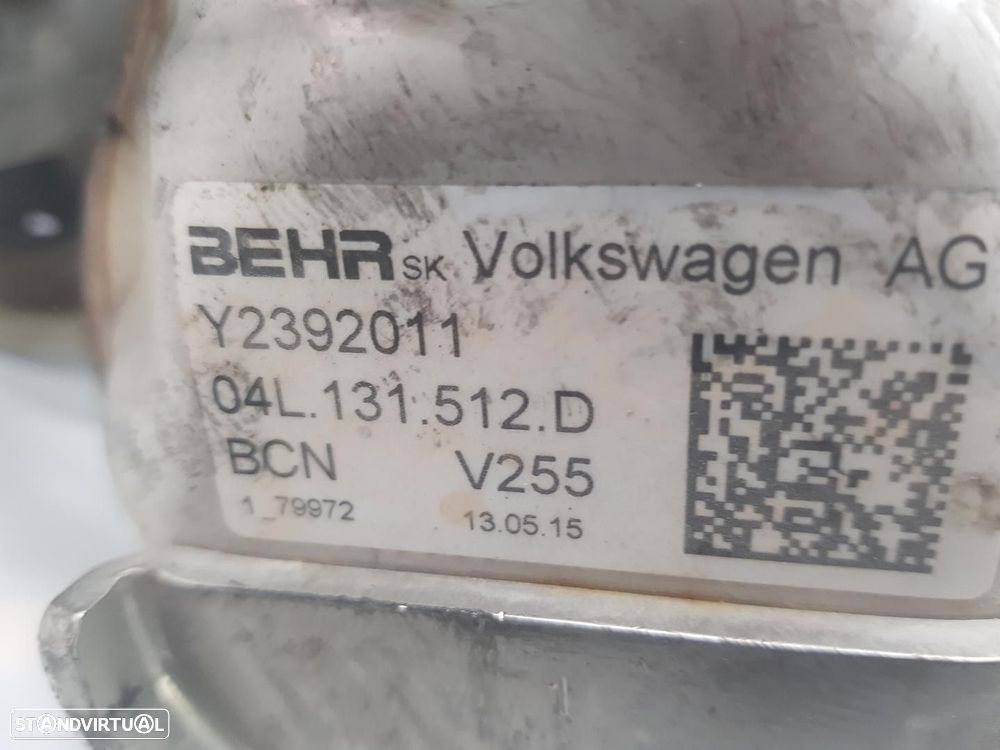 BEHR SK Volkswagen AG
Y2392011
04L.131.512.D
BCN V255
1_79972 13.05.15
STANDVIRTUAL